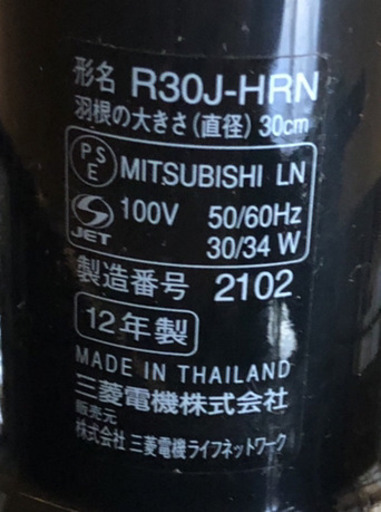 形名 R30J-HRN
羽根の大きさ(直径) 30cm
PSE MITSUBISHI LN
JET 100V 50/60Hz
30/34 W
製造番号 2102
12年製
MADE IN THAILAND
三菱電機株式会社
販売元
株式会社 三菱電機ライフネットワーク